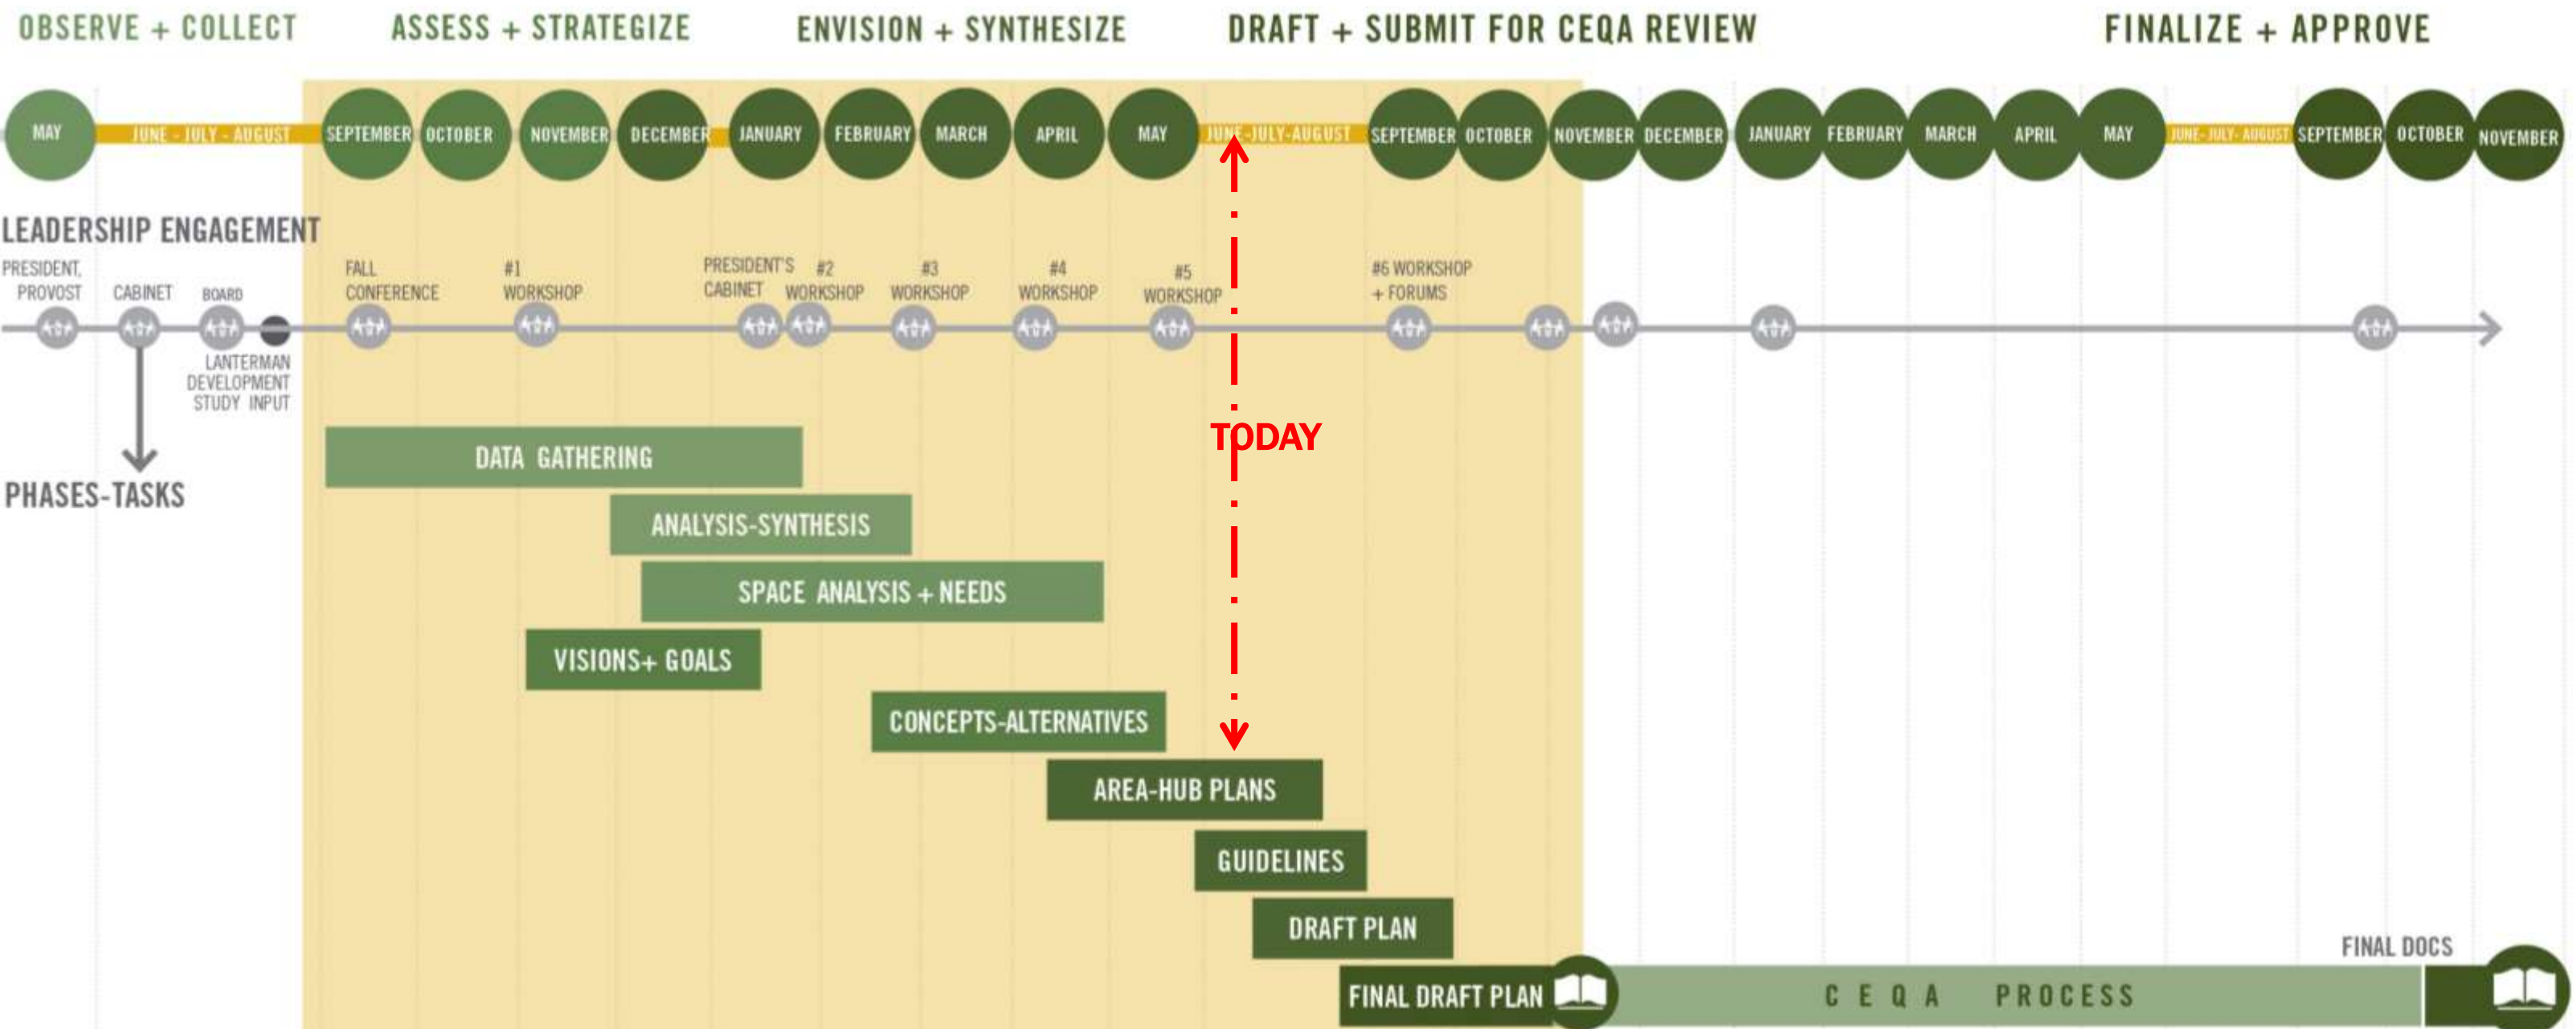 OBSERVE + COLLECT
ASSESS + STRATEGIZE
ENVISION + SYNTHESIZE
DRAFT + SUBMIT FOR CEQA REVIEW
FINALIZE + APPROVE
MAY
JUNE - JULY - AUGUST
SEPTEMBER
OCTOBER
NOVEMBER
DECEMBER
JANUARY
FEBRUARY
MARCH
APRIL
MAY
JUNE-JULY-AUGUST
SEPTEMBER
OCTOBER
NOVEMBER
DECEMBER
JANUARY
FEBRUARY
MARCH
APRIL
MAY
JUNE- JULY- AUGUST
SEPTEMBER
OCTOBER
NOVEMBER
LEADERSHIP ENGAGEMENT
PRESIDENT,
PROVOST
CABINET
BOARD
LANTERMAN
DEVELOPMENT
STUDY INPUT
FALL
CONFERENCE
#1
WORKSHOP
PRESIDENT'S
CABINET
#2
WORKSHOP
#3
WORKSHOP
#4
WORKSHOP
#5
WORKSHOP
#6 WORKSHOP
+ FORUMS
TODAY
PHASES-TASKS
DATA GATHERING
ANALYSIS-SYNTHESIS
SPACE ANALYSIS + NEEDS
VISIONS+ GOALS
CONCEPTS-ALTERNATIVES
AREA-HUB PLANS
GUIDELINES
DRAFT PLAN
FINAL DRAFT PLAN
CEQA PROCESS
FINAL DOCS